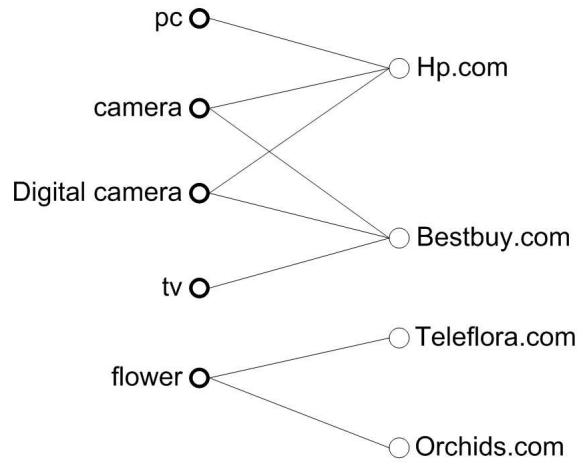 pc
Hp.com
camera
Digital camera
Bestbuy.com
tv
Teleflora.com
flower
Orchids.com